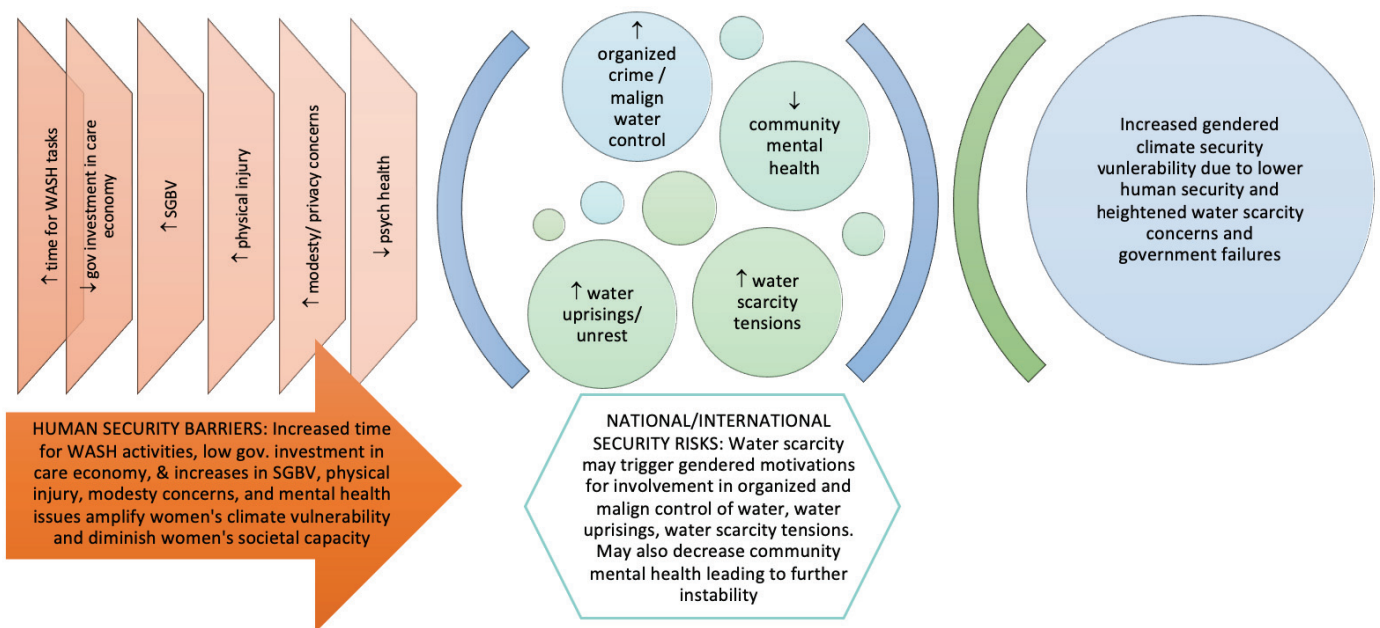 ↑ time for WASH tasks
↓ gov investment in care
economy
↑ SGBV
↑ physical injury
↑ modesty/ privacy concerns
↓ psych health
HUMAN SECURITY BARRIERS: Increased time
for WASH activities, low gov. investment in
care economy, & increases in SGBV, physical
injury, modesty concerns, and mental health
issues amplify women's climate vulnerability
and diminish women's societal capacity
↑
organized
crime /
malign
water
control
↓
community
mental
health
↑ water
uprisings/
unrest
↑ water
scarcity
tensions
NATIONAL/INTERNATIONAL
SECURITY RISKS: Water scarcity
may trigger gendered motivations
for involvement in organized and
malign control of water, water
uprisings, water scarcity tensions.
May also decrease community
mental health leading to further
instability
Increased gendered
climate security
vunlerability due to lower
human security and
heightened water scarcity
concerns and
government failures